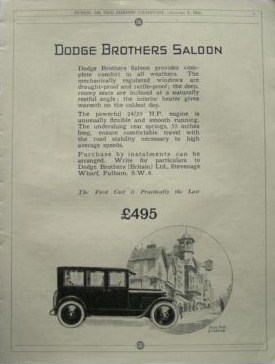 DODGE BROTHERS SALOON
Dodge Brothers Saloon provides com-
plete comfort in all weathers. The
mechanically regulated windows are
draught-proof and rattle-proof; the deep,
roomy seats are inclined at a naturally
restful angle; the interior heater gives
warmth on the coldest day.
The powerful 24/30 H.P. engine is
unusually flexible and smooth running.
The underslung rear springs, 55 inches
long, ensure comfortable travel with
the road stability necessary to high
average speeds.
Purchase by instalments can be
arranged. Write for particulars to
Dodge Brothers (Britain) Ltd., Stevenage
Wharf, Fulham, S.W. 6.
The First Cost is Practically the Last
£495